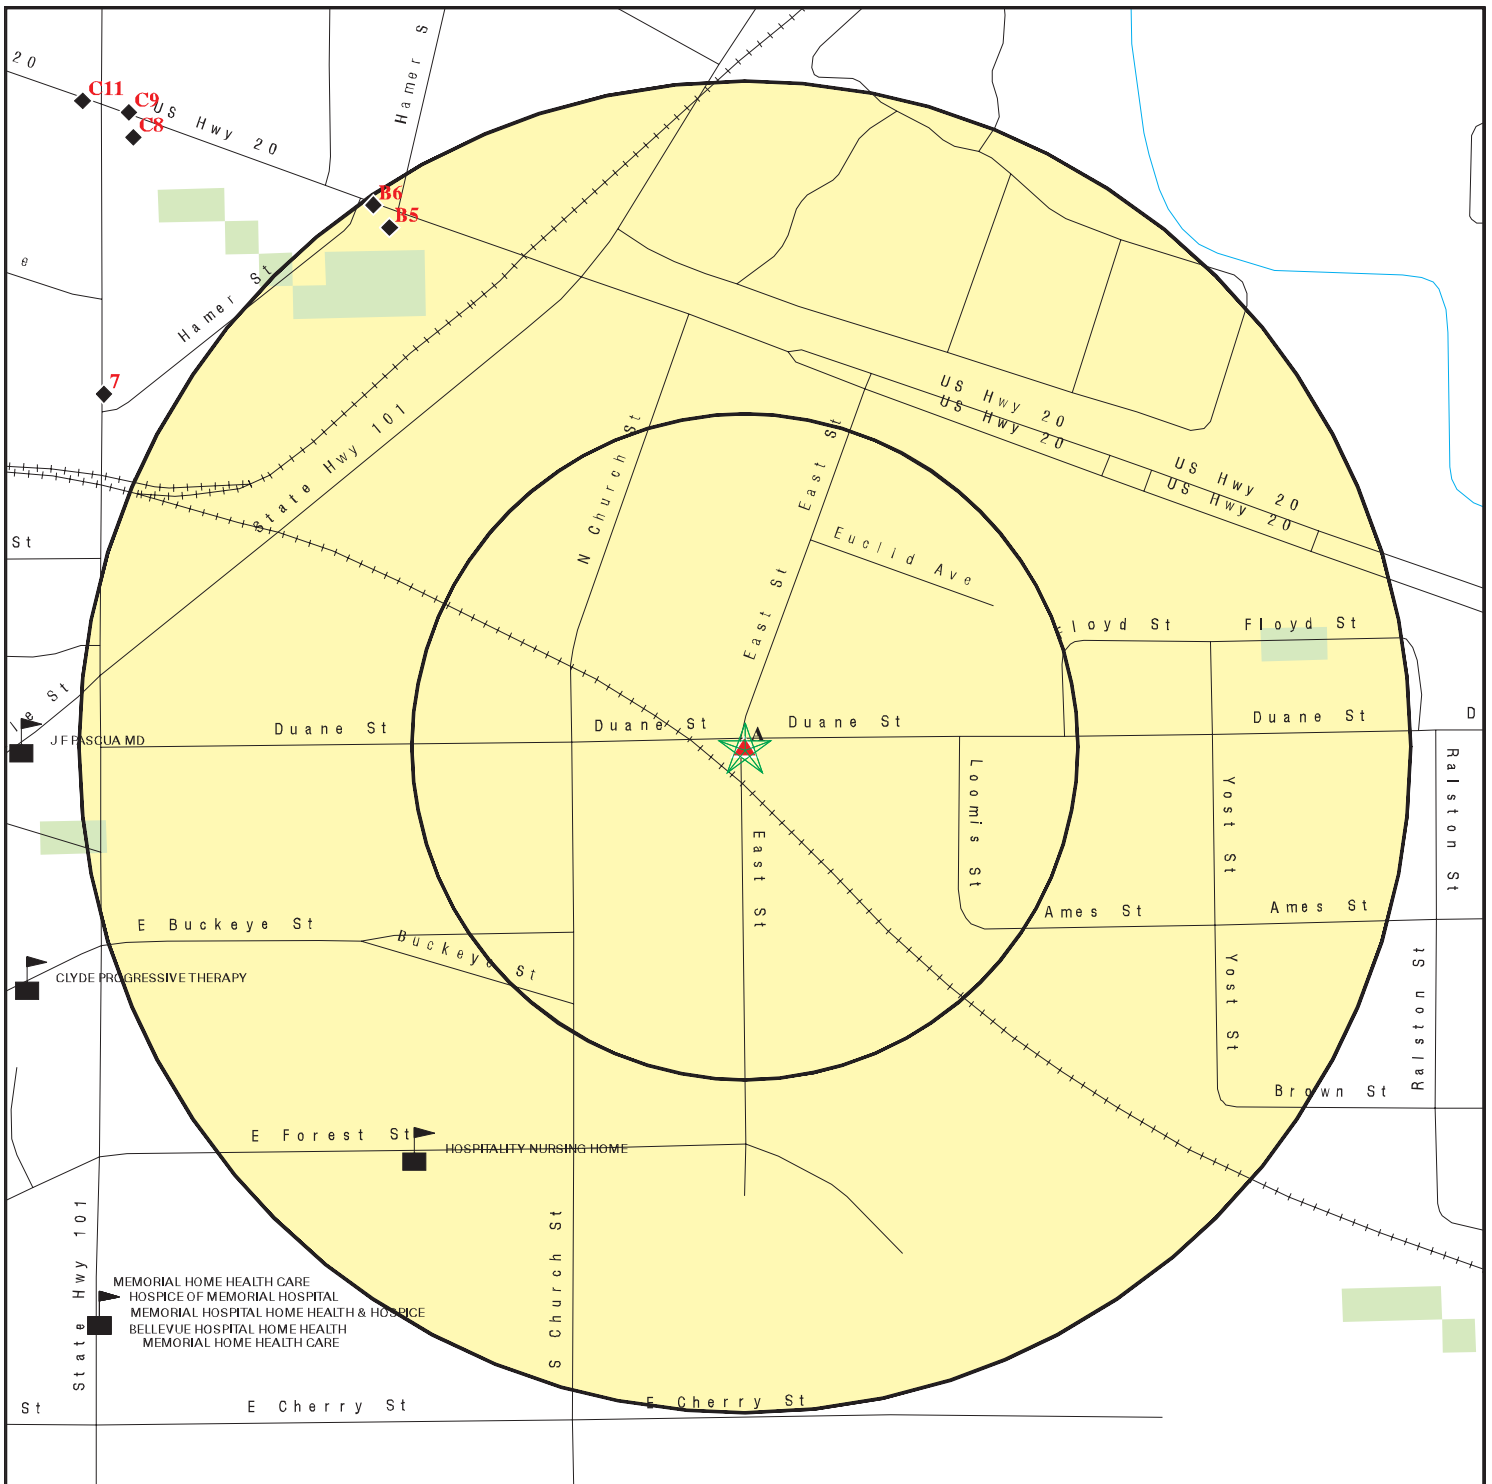 20
Hamer S
C11
C9
US Hwy 20
C8
B6
B5
e
Hamer St
7
State Hwy 101
US Hwy 20
US Hwy 20
N Church St
East St
US Hwy 20
US Hwy 20
St
Euclid Ave
East St
Floyd St
Floyd St
e St
Duane St
Duane St
Duane St
Duane St
D
A
J F PASCUA MD
Loomis St
Yost St
Ralston St
East St
E Buckeye St
Buckeye St
Ames St
Ames St
CLYDE PROGRESSIVE THERAPY
Yost St
Ralston St
Brown St
E Forest St
HOSPITALITY NURSING HOME
State Hwy 101
S Church St
MEMORIAL HOME HEALTH CARE
HOSPICE OF MEMORIAL HOSPITAL
MEMORIAL HOSPITAL HOME HEALTH & HOSPICE
BELLEVUE HOSPITAL HOME HEALTH
MEMORIAL HOME HEALTH CARE
St
E Cherry St
E Cherry St